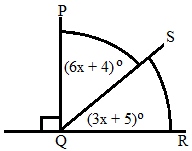 P
S
(6x + 4)º
(3x + 5)º
Q
R